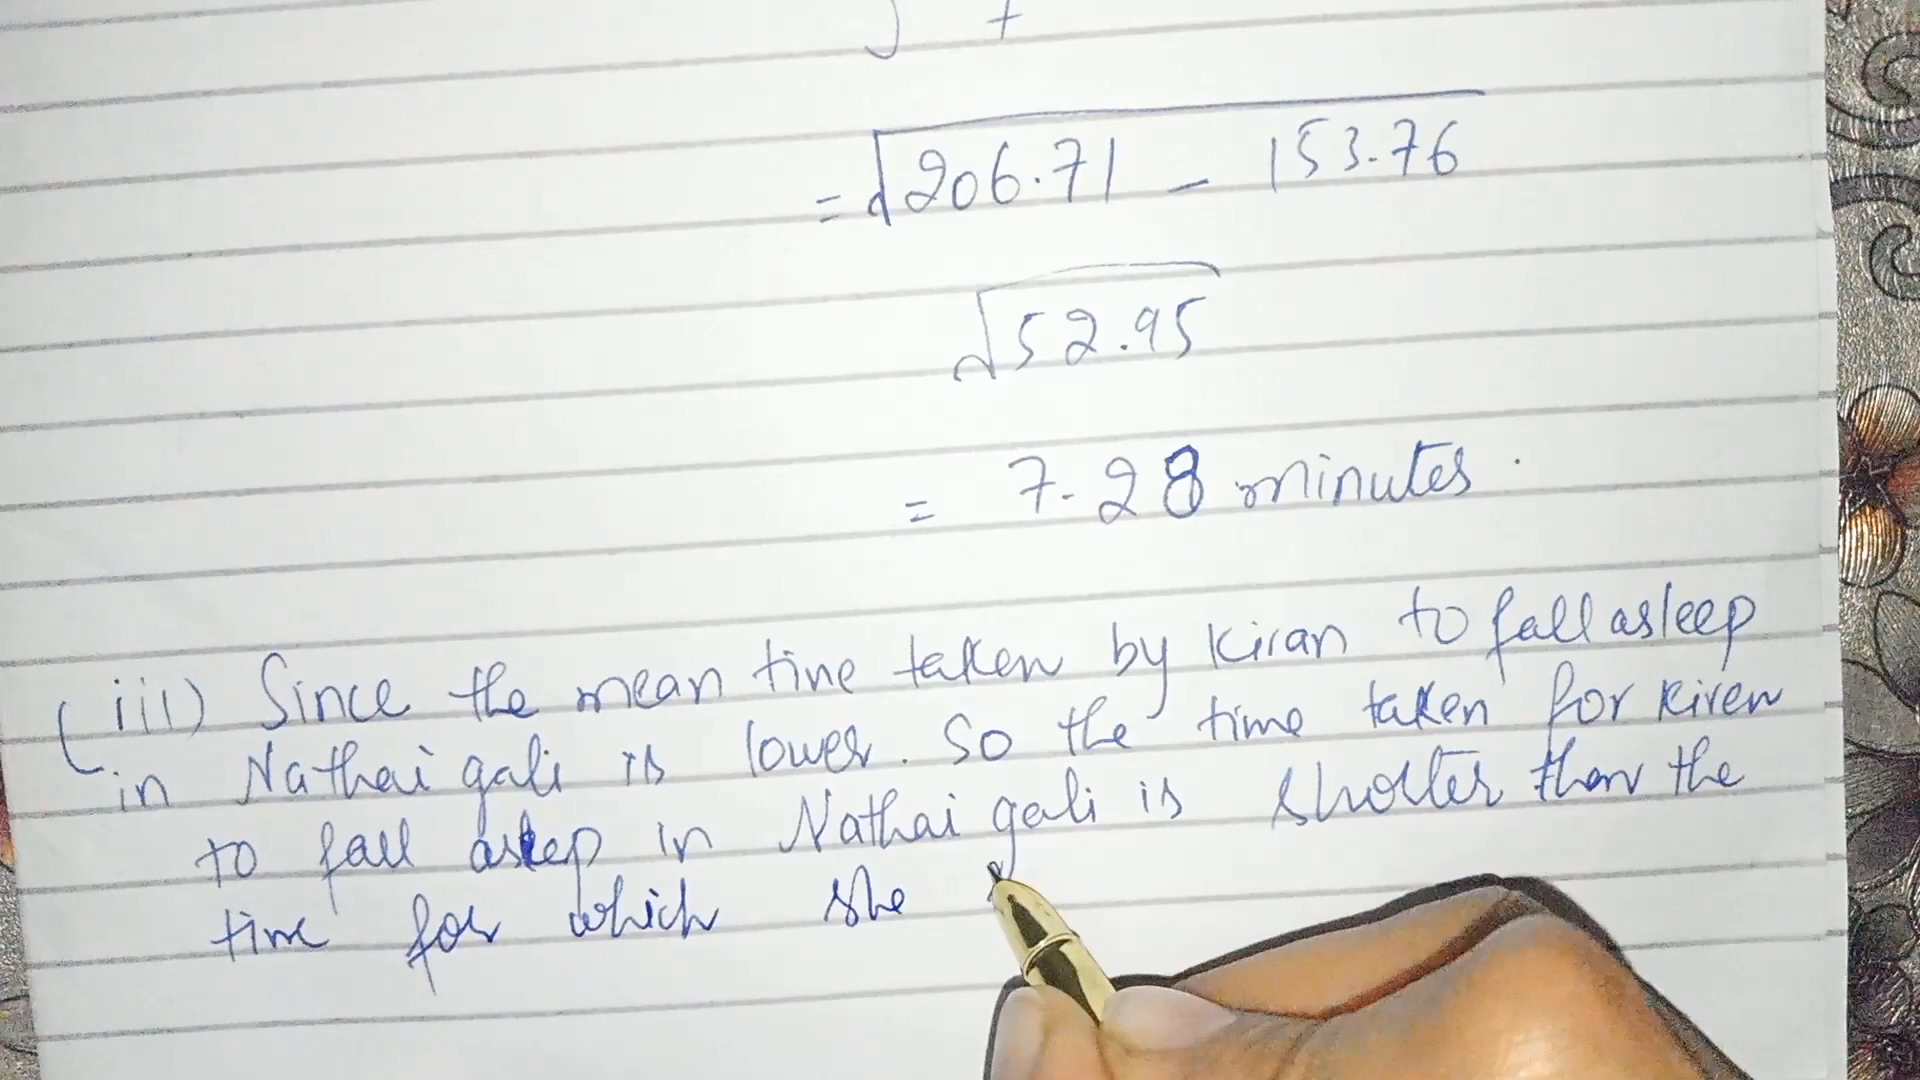 = √206.71 - 153.76
√52.95
= 7.28 minutes.
(iii) Since the mean time taken by Kiran to fall asleep
in Nathai gali is lower. So the time taken for Kiren
to fall asleep in Nathai gali is shorter than the
time for which she